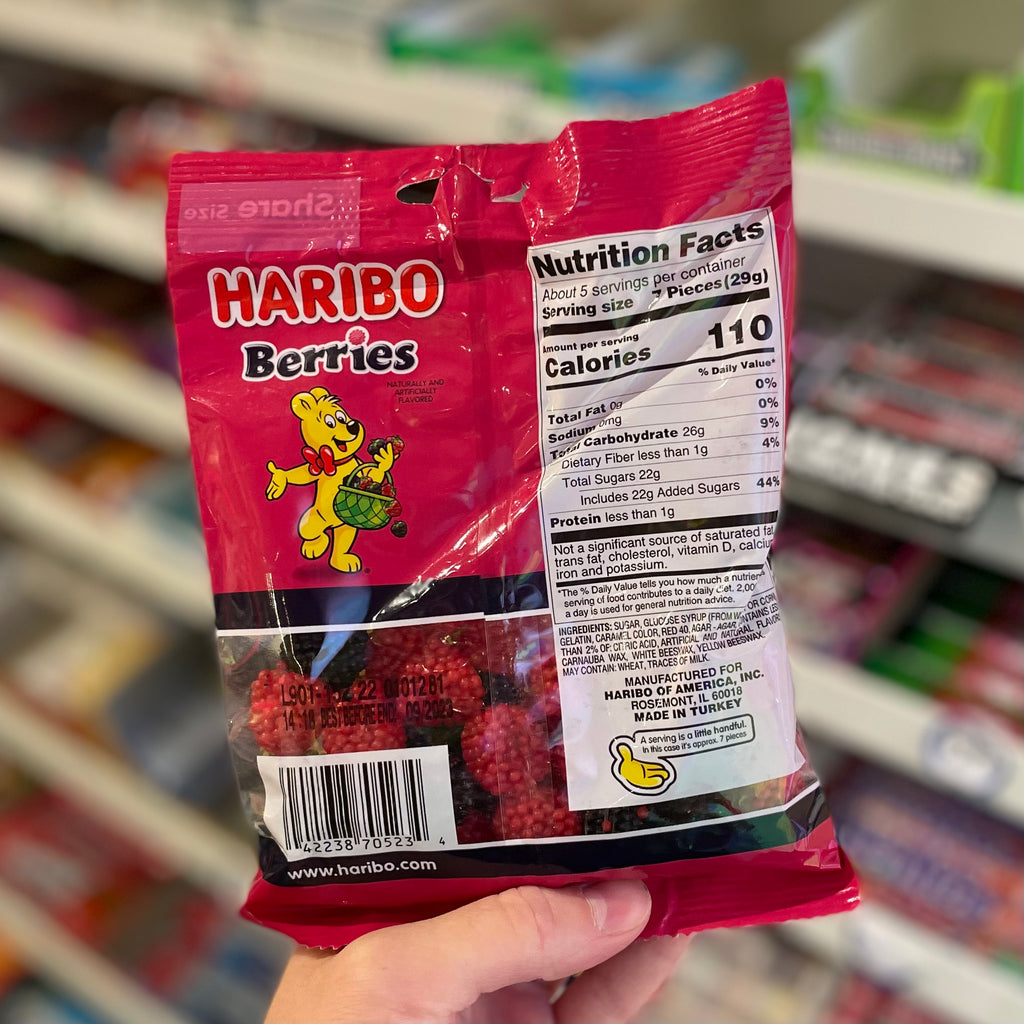 Share Size
HARIBO
Berries
NATURALLY AND
ARTIFICIALLY
FLAVORED
Nutrition Facts
About 5 servings per container
Serving size 7 Pieces (29g)
Amount per serving
Calories 110
% Daily Value*
Total Fat 0g 0%
Sodium 0mg 0%
Total Carbohydrate 26g 9%
Dietary Fiber less than 1g 4%
Total Sugars 22g
Includes 22g Added Sugars 44%
Protein less than 1g
Not a significant source of saturated fat,
trans fat, cholesterol, vitamin D, calcium,
iron and potassium.
*The % Daily Value tells you how much a nutrient
serving of food contributes to a daily diet. 2,000
a day is used for general nutrition advice.
INGREDIENTS: SUGAR, GLUCOSE SYRUP (FROM OR CORN
GELATIN, CARAMEL COLOR, RED 40, AGAR-AGAR, CONTAINS LESS
THAN 2% OF: CITRIC ACID, ARTIFICIAL AND NATURAL FLAVORS
CARNAUBA WAX, WHITE BEESWAX, YELLOW BEESWAX.
MAY CONTAIN: WHEAT, TRACES OF MILK.
MANUFACTURED FOR
HARIBO OF AMERICA, INC.
ROSEMONT, IL 60018
MADE IN TURKEY
A serving is a little handful.
In this case it's approx. 7 pieces
22 0101281
14:18 BEST BEFORE END: 09/2023
42238 70523 4
www.haribo.com